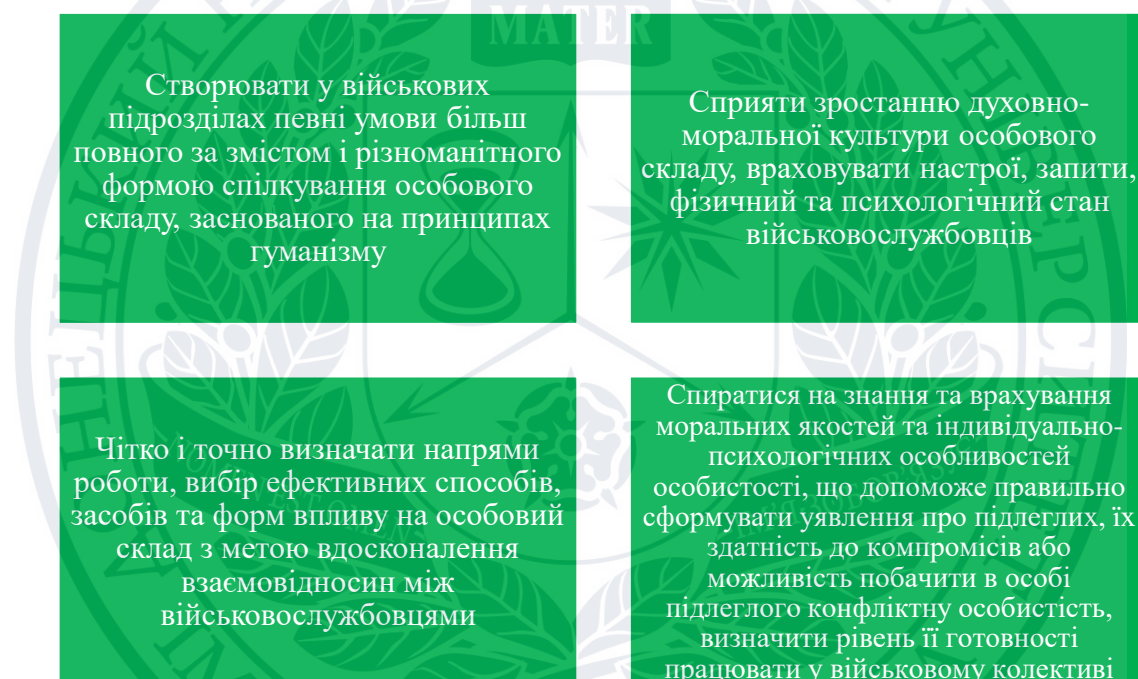 MATER
Створювати у військових
підрозділах певні умови більш
повного за змістом і різноманітного
формою спілкування особового
складу, заснованого на принципах
гуманізму
Сприяти зростанню духовно-
моральної культури особового
складу, враховувати настрої, запити,
фізичний та психологічний стан
військовослужбовців
Чітко і точно визначати напрями
роботи, вибір ефективних способів,
засобів та форм впливу на особовий
склад з метою вдосконалення
взаємовідносин між
військовослужбовцями
Спиратися на знання та врахування
моральних якостей та індивідуально-
психологічних особливостей
особистості, що допоможе правильно
сформувати уявлення про підлеглих, їх
здатність до компромісів або
можливість побачити в особі
підлеглого конфліктну особистість,
визначити рівень її готовності
працювати у військовому колективі